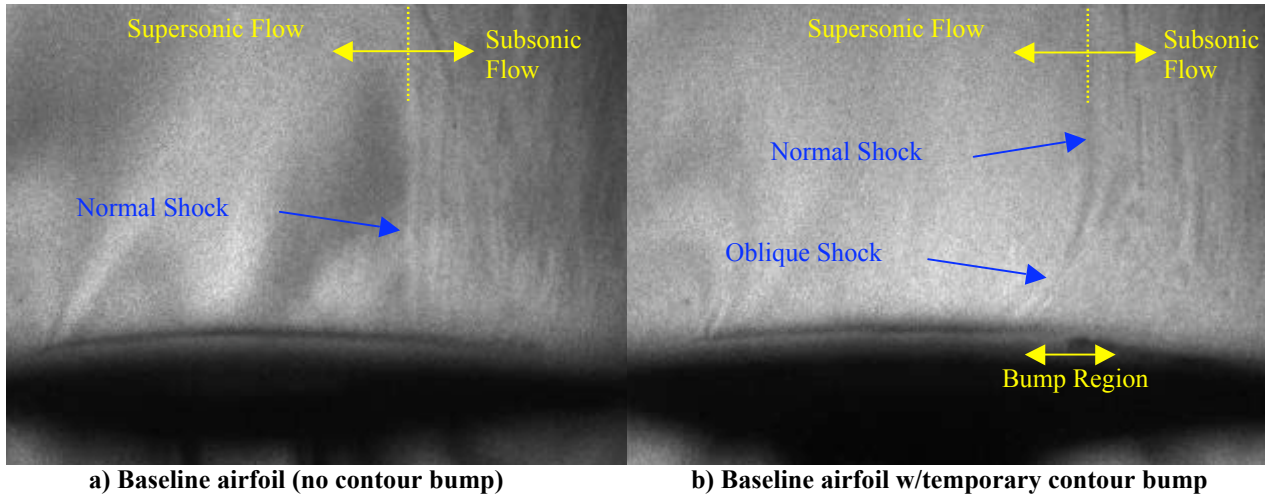 Supersonic Flow
Subsonic
Flow
Normal Shock
a) Baseline airfoil (no contour bump)
Supersonic Flow
Subsonic
Flow
Normal Shock
Oblique Shock
Bump Region
b) Baseline airfoil w/temporary contour bump